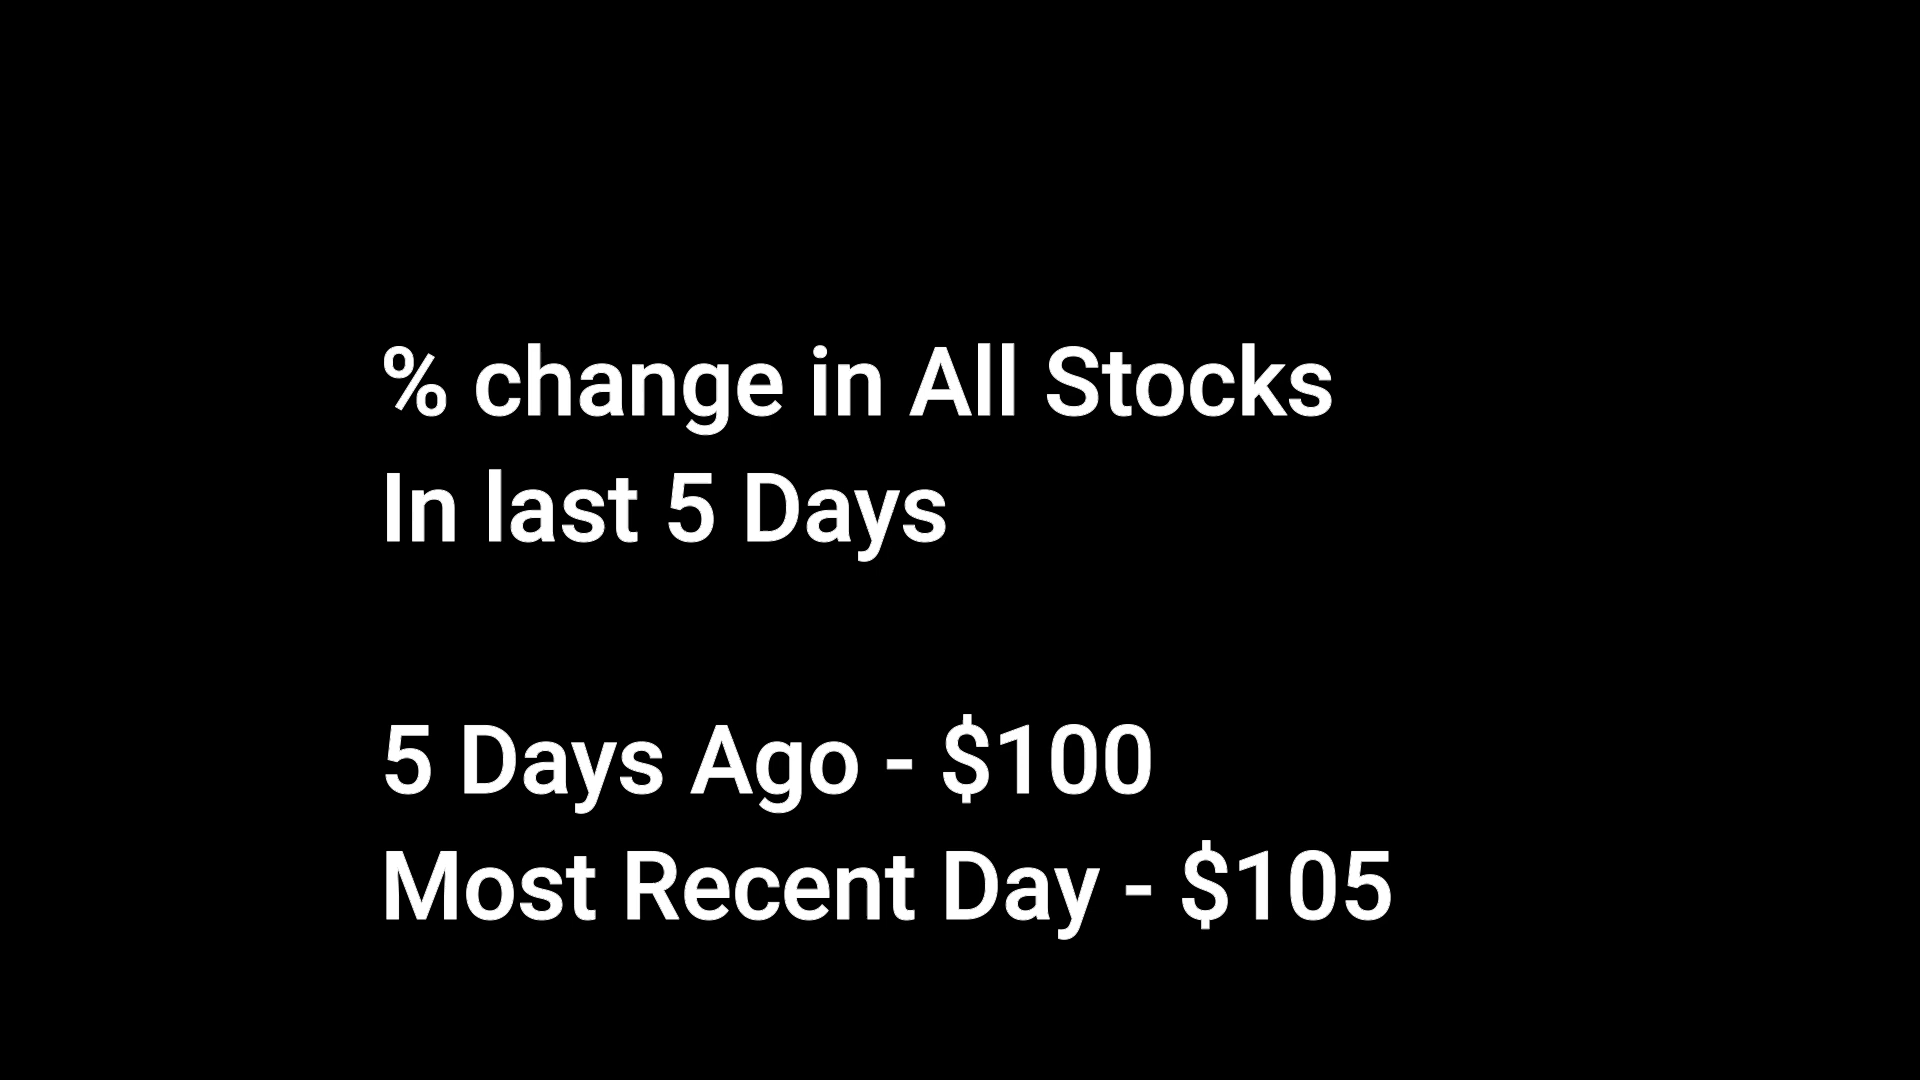 % change in All Stocks
In last 5 Days
5 Days Ago - $100
Most Recent Day - $105